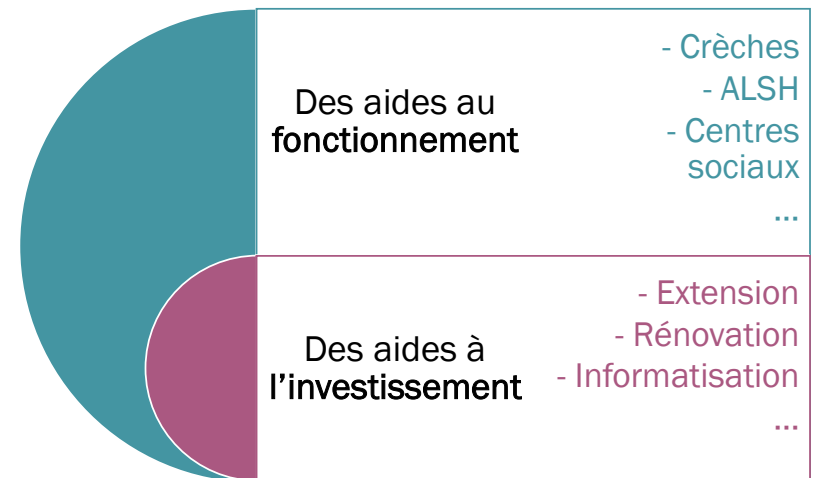 Des aides au
fonctionnement
- Crèches
- ALSH
- Centres
sociaux
...
Des aides à
l’investissement
- Extension
- Rénovation
- Informatisation
...